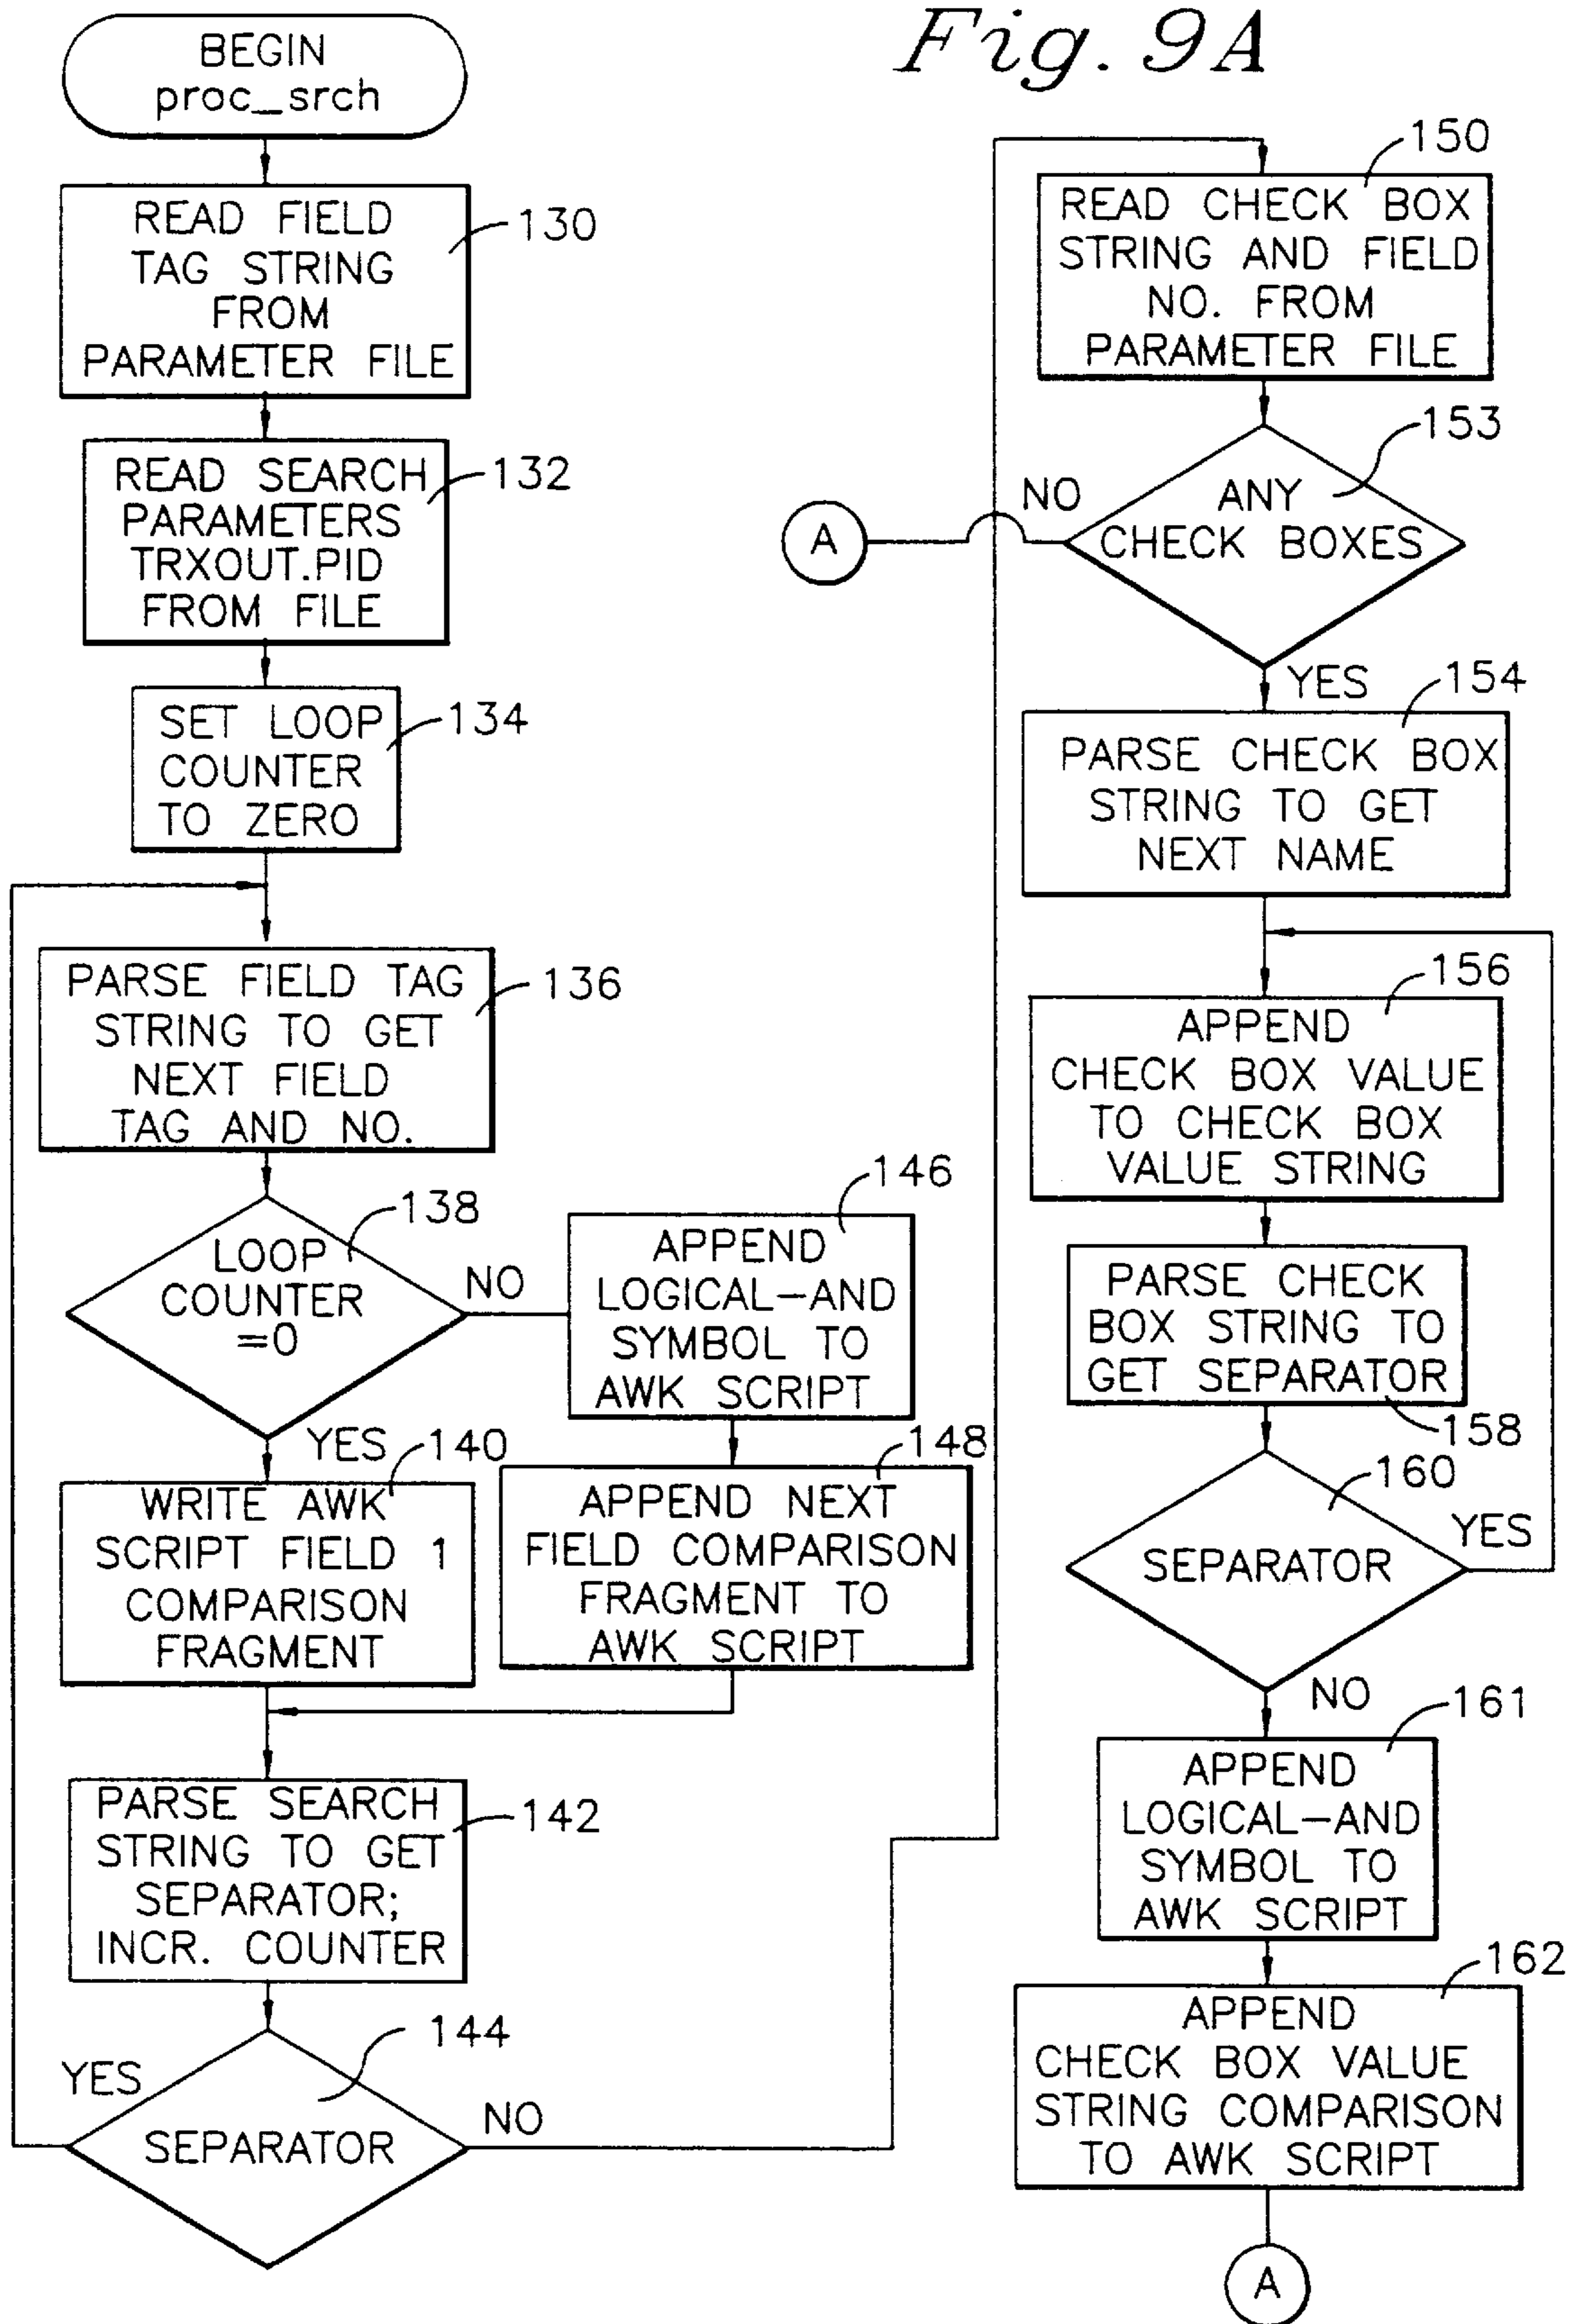 Fig. 9A
BEGIN
proc_srch
READ FIELD
TAG STRING
FROM
PARAMETER FILE
130
READ SEARCH
PARAMETERS
TRXOUT.PID
FROM FILE
132
SET LOOP
COUNTER
TO ZERO
134
PARSE FIELD TAG
STRING TO GET
NEXT FIELD
TAG AND NO.
136
LOOP
COUNTER
=0
138
NO
YES
APPEND
LOGICAL-AND
SYMBOL TO
AWK SCRIPT
146
WRITE AWK
SCRIPT FIELD 1
COMPARISON
FRAGMENT
140
APPEND NEXT
FIELD COMPARISON
FRAGMENT TO
AWK SCRIPT
148
PARSE SEARCH
STRING TO GET
SEPARATOR;
INCR. COUNTER
142
SEPARATOR
144
YES
NO
READ CHECK BOX
STRING AND FIELD
NO. FROM
PARAMETER FILE
150
ANY
CHECK BOXES
153
NO
A
YES
PARSE CHECK BOX
STRING TO GET
NEXT NAME
154
APPEND
CHECK BOX VALUE
TO CHECK BOX
VALUE STRING
156
PARSE CHECK
BOX STRING TO
GET SEPARATOR
158
SEPARATOR
160
YES
NO
APPEND
LOGICAL-AND
SYMBOL TO
AWK SCRIPT
161
APPEND
CHECK BOX VALUE
STRING COMPARISON
TO AWK SCRIPT
162
A